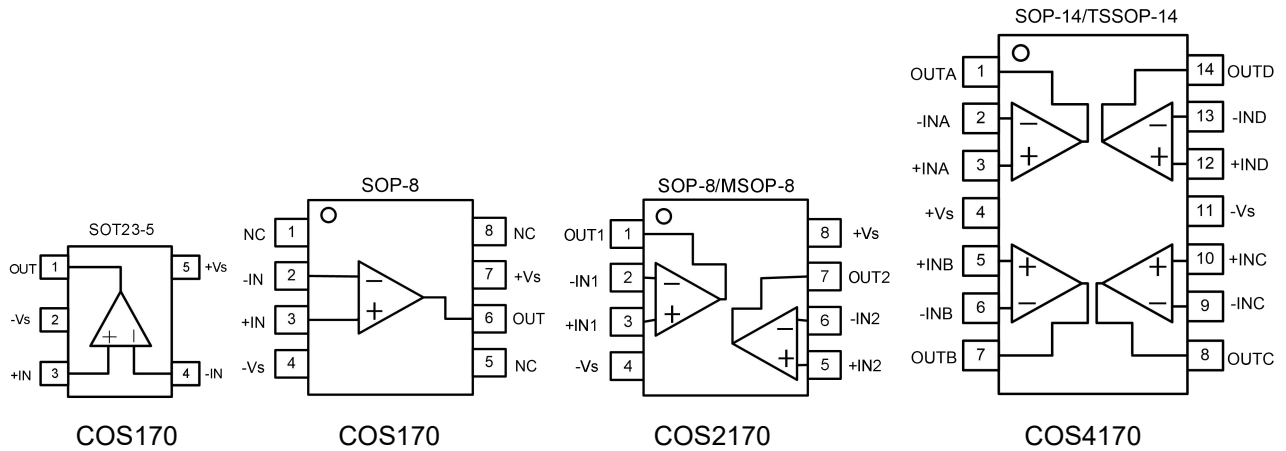 SOT23-5
OUT 1
5 +Vs
-Vs 2
+IN 3
4 -IN
+ −
COS170
SOP-8
NC 1
8 NC
-IN 2
7 +Vs
+IN 3
6 OUT
-Vs 4
5 NC
−
+
COS170
SOP-8/MSOP-8
OUT1 1
8 +Vs
-IN1 2
7 OUT2
+IN1 3
6 -IN2
-Vs 4
5 +IN2
−
+
−
+
COS2170
SOP-14/TSSOP-14
OUTA 1
14 OUTD
-INA 2
13 -IND
+INA 3
12 +IND
+Vs 4
11 -Vs
+INB 5
10 +INC
-INB 6
9 -INC
OUTB 7
8 OUTC
− −
+ +
+ +
− −
COS4170